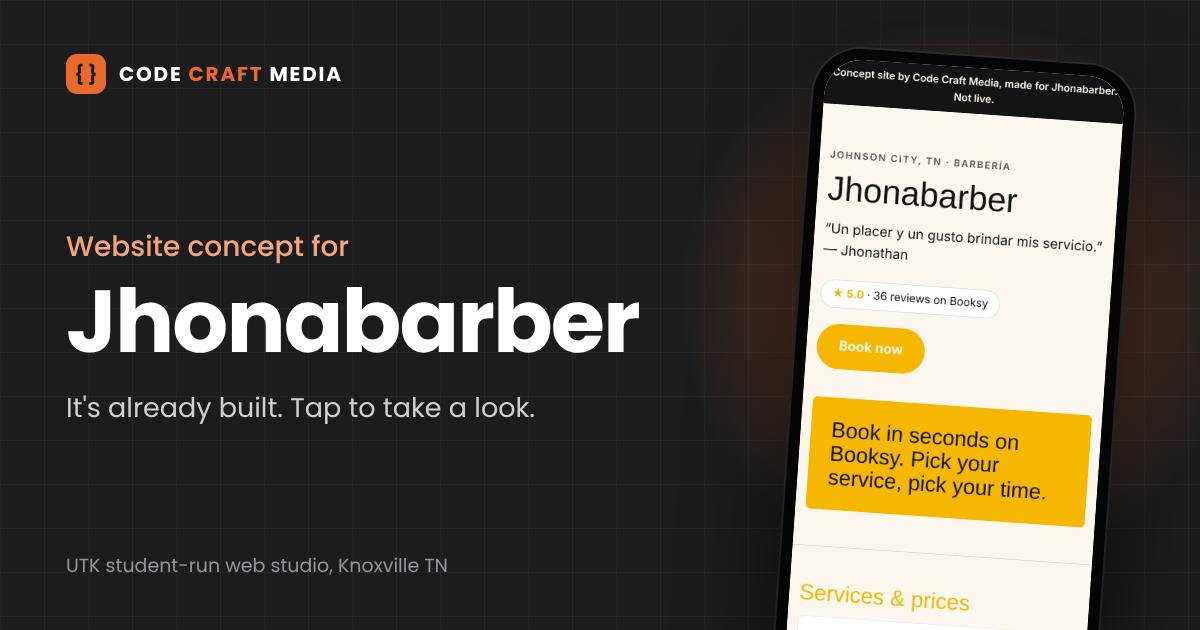 { } CODE CRAFT MEDIA
Website concept for
Jhonabarber
It's already built. Tap to take a look.
UTK student-run web studio, Knoxville TN
Concept site by Code Craft Media, made for Jhonabarber.
Not live.
JOHNSON CITY, TN · BARBERÍA
Jhonabarber
“Un placer y un gusto brindar mis servicio.”
— Jhonathan
★ 5.0 · 36 reviews on Booksy
Book now
Book in seconds on
Booksy. Pick your
service, pick your time.
Services & prices